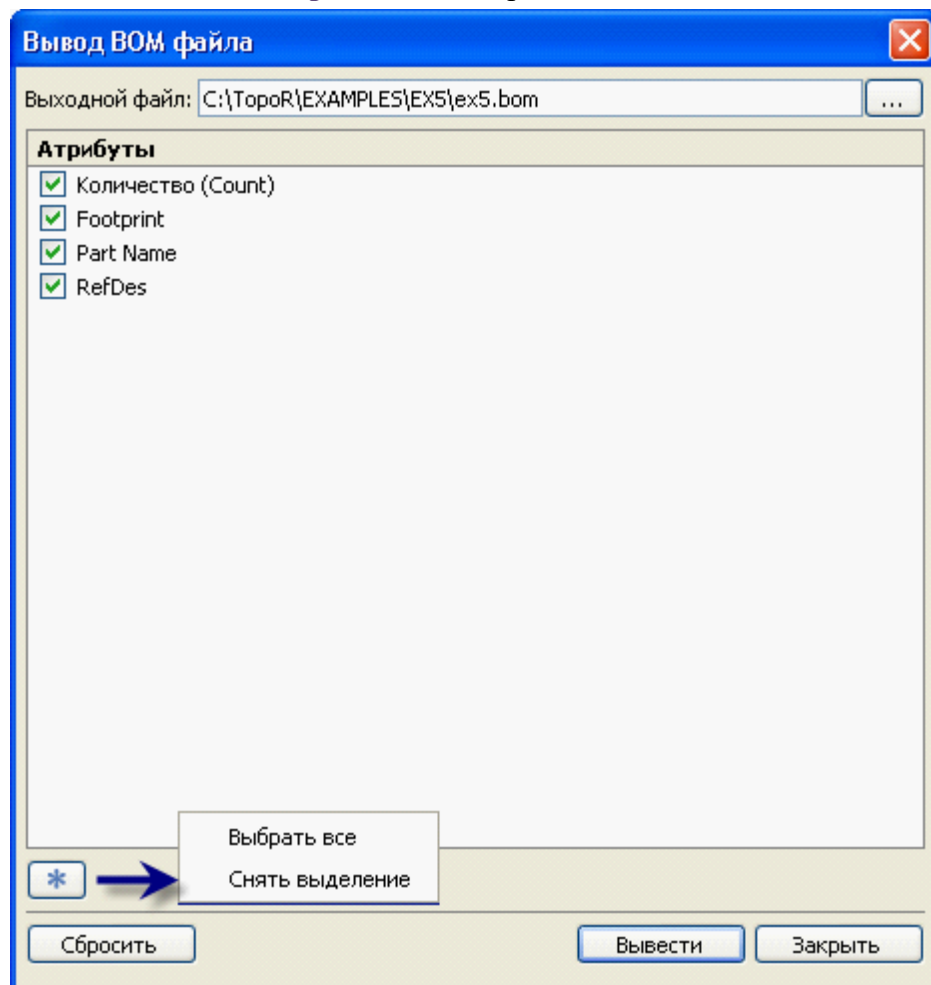 Вывод BOM файла
Выходной файл: C:\TopoR\EXAMPLES\EX5\ex5.bom ...
Атрибуты
Количество (Count)
Footprint
Part Name
RefDes
Выбрать все
* Снять выделение
Сбросить Вывести Закрыть